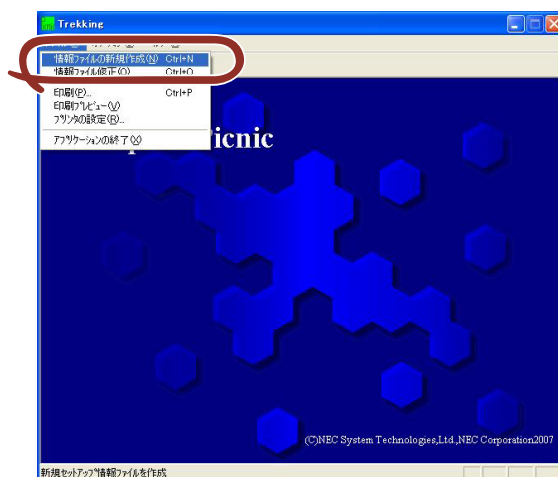 Trekking
情報ファイルの新規作成(N) Ctrl+N
情報ファイル修正(O) Ctrl+O
印刷(P)... Ctrl+P
印刷プレビュー(V)
プリンタの設定(R)...
アプリケーションの終了(X)
icnic
(C)NEC System Technologies,Ltd.,NEC Corporation2007
新規セットアップ情報ファイルを作成